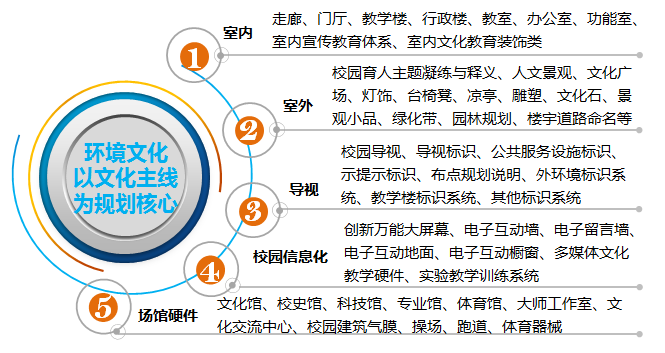 环境文化
以文化主线
为规划核心
1
室内
走廊、门厅、教学楼、行政楼、教室、办公室、功能室、
室内宣传教育体系、室内文化教育装饰类
2
室外
校园育人主题凝练与释义、人文景观、文化广
场、灯饰、台椅凳、凉亭、雕塑、文化石、景
观小品、绿化带、园林规划、楼宇道路命名等
3
导视
校园导视、导视标识、公共服务设施标识、
示提示标识、布点规划说明、外环境标识系
统、教学楼标识系统、其他标识系统
4
校园信息化
创新万能大屏幕、电子互动墙、电子留言墙、
电子互动地面、电子互动橱窗、多媒体文化
教学硬件、实验教学训练系统
5
场馆硬件
文化馆、校史馆、科技馆、专业馆、体育馆、大师工作室、文
化交流中心、校园建筑气膜、操场、跑道、体育器械